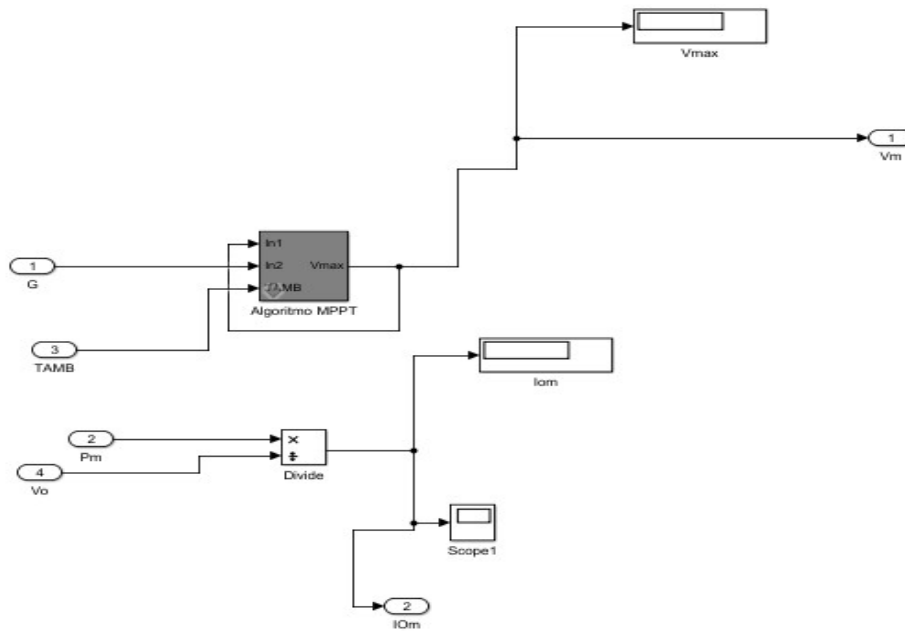 Vmax
1
Vm
In1
1
In2
Vmax
G
TAMB
Algoritmo MPPT
3
TAMB
Iom
2
×
Pm
÷
4
Vo
Divide
Scope1
2
IOm